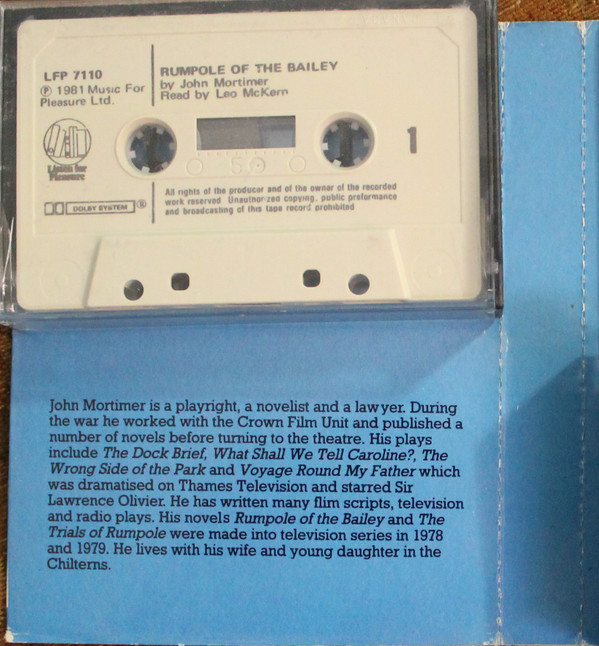 LFP 7110
℗ 1981 Music For
Pleasure Ltd.
RUMPOLE OF THE BAILEY
by John Mortimer
Read by Leo McKern
1
50
Listen for
Pleasure
DOLBY SYSTEM ®
All rights of the producer and of the owner of the recorded
work reserved Unauthorized copying, public preformance
and broadcasting of this tape record prohibited
John Mortimer is a playright, a novelist and a lawyer. During
the war he worked with the Crown Film Unit and published a
number of novels before turning to the theatre. His plays
include The Dock Brief, What Shall We Tell Caroline?, The
Wrong Side of the Park and Voyage Round My Father which
was dramatised on Thames Television and starred Sir
Lawrence Olivier. He has written many flim scripts, television
and radio plays. His novels Rumpole of the Bailey and The
Trials of Rumpole were made into television series in 1978
and 1979. He lives with his wife and young daughter in the
Chilterns.